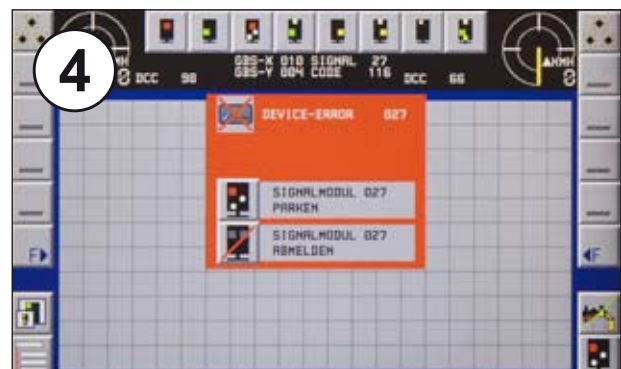 4
GBS-X 010 SIGNAL 27
GBS-Y 004 CODE 116
KMH
0 DCC 98
DCC 66
KMH
0
DEVICE-ERROR 027
SIGNALMODUL 027
PARKEN
SIGNALMODUL 027
ABMELDEN
F
F